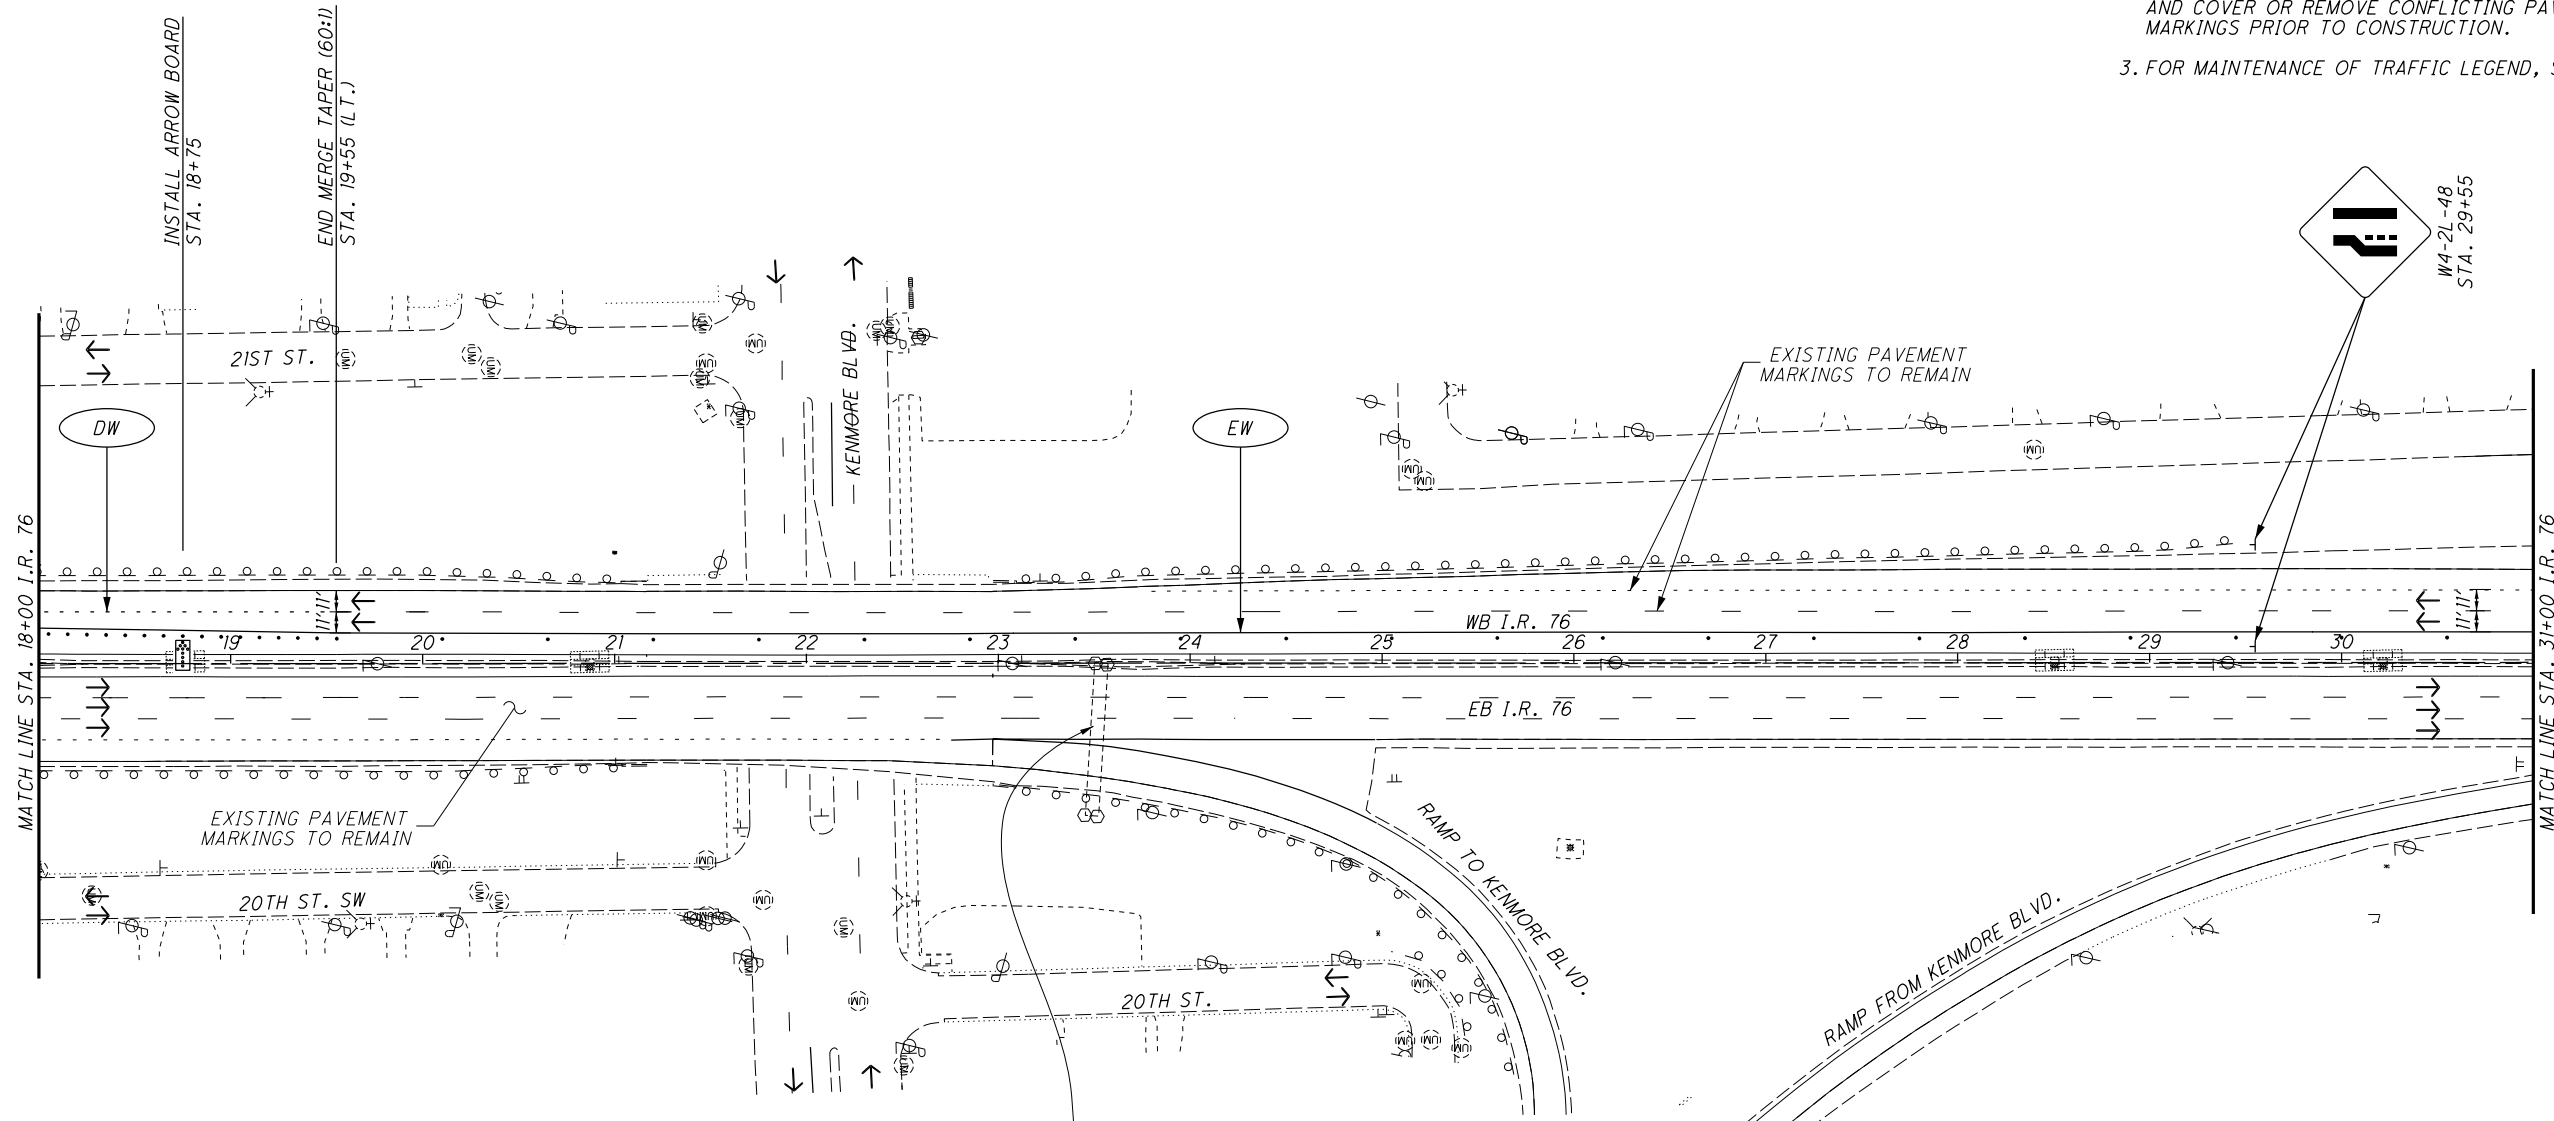 AND COVER OR REMOVE CONFLICTING
MARKINGS PRIOR TO CONSTRUCTION.
3. FOR MAINTENANCE OF TRAFFIC LEGEND,
INSTALL ARROW BOARD
STA. 18+75
END MERGE TAPER (60:1)
STA. 19+55 (LT.)
W4-2L-48
STA. 29+55
21ST ST.
KENMORE BLVD.
EXISTING PAVEMENT
MARKINGS TO REMAIN
DW
EW
MATCH LINE STA. 18+00 I.R. 76
MATCH LINE STA. 31+00 I.R. 76
11' 11'
11' 11'
WB I.R. 76
19 20 21 22 23 24 25 26 27 28 29 30
EB I.R. 76
EXISTING PAVEMENT
MARKINGS TO REMAIN
RAMP TO KENMORE BLVD.
20TH ST. SW
20TH ST.
RAMP FROM KENMORE BLVD.